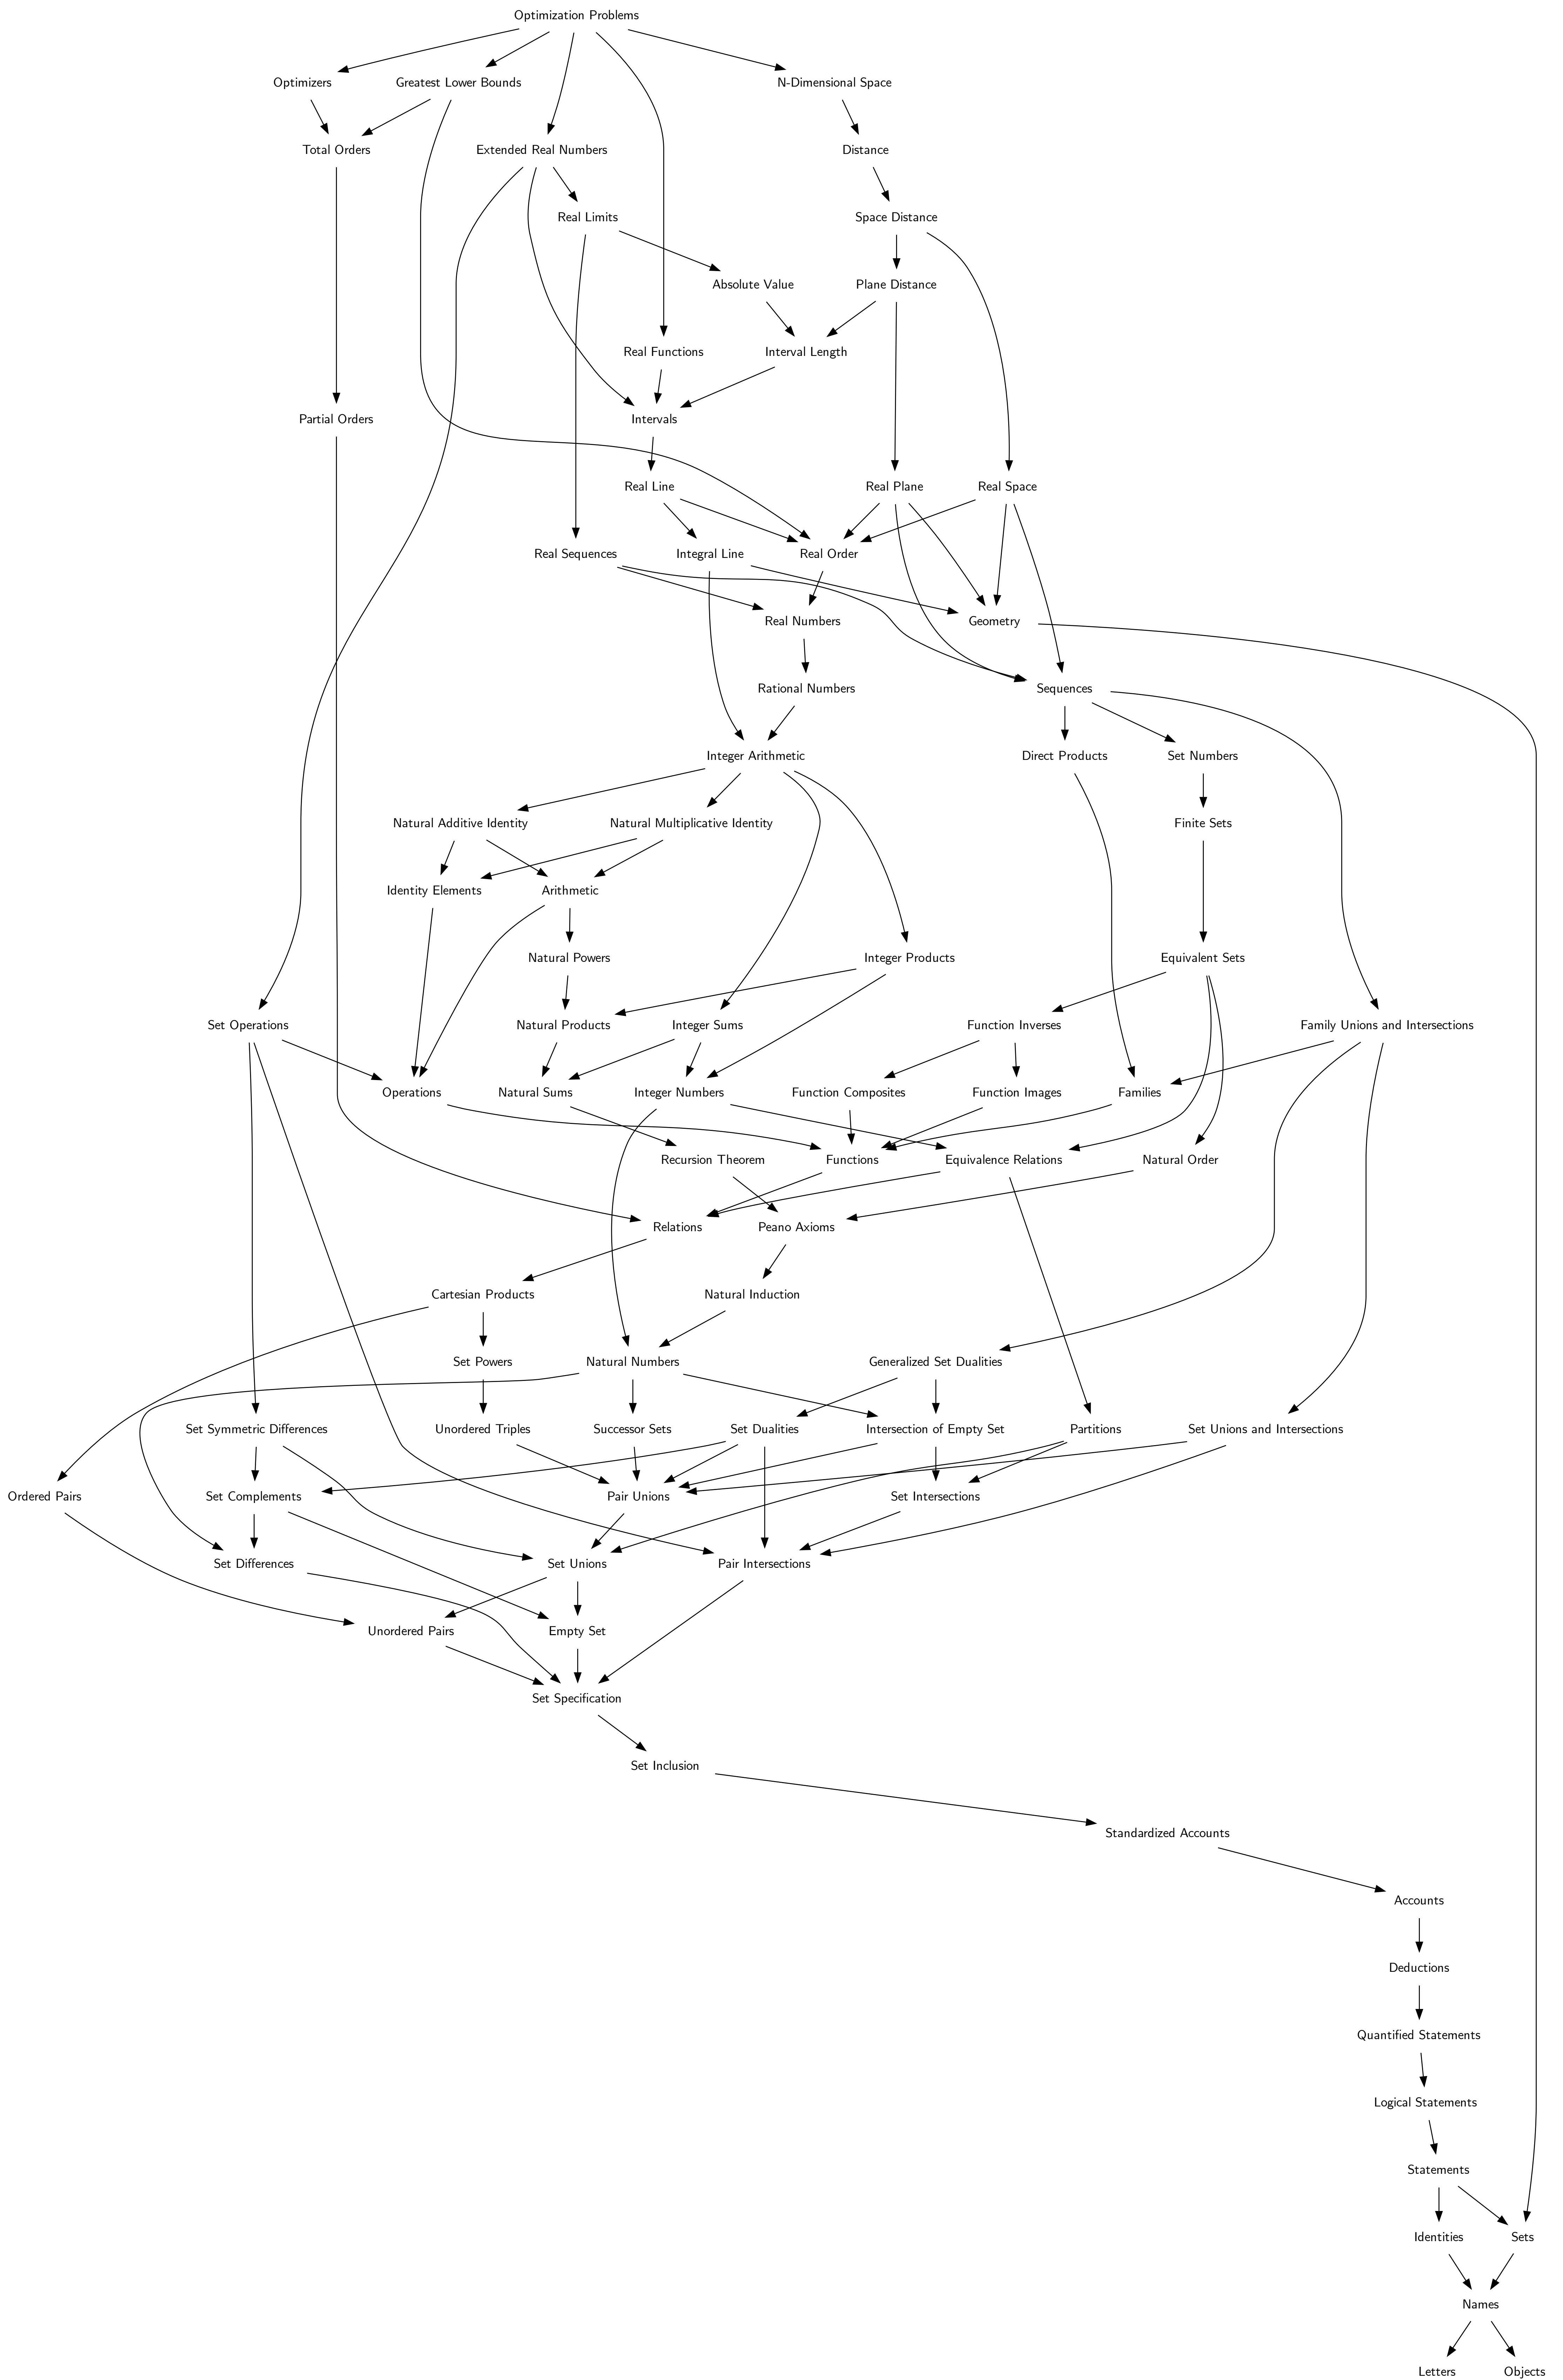 Optimization Problems
Optimizers
Greatest Lower Bounds
N-Dimensional Space
Total Orders
Extended Real Numbers
Distance
Real Limits
Space Distance
Absolute Value
Plane Distance
Real Functions
Interval Length
Partial Orders
Intervals
Real Line
Real Plane
Real Space
Real Sequences
Integral Line
Real Order
Real Numbers
Geometry
Rational Numbers
Sequences
Integer Arithmetic
Direct Products
Set Numbers
Natural Additive Identity
Natural Multiplicative Identity
Finite Sets
Identity Elements
Arithmetic
Natural Powers
Integer Products
Equivalent Sets
Set Operations
Natural Products
Integer Sums
Function Inverses
Family Unions and Intersections
Operations
Natural Sums
Integer Numbers
Function Composites
Function Images
Families
Recursion Theorem
Functions
Equivalence Relations
Natural Order
Relations
Peano Axioms
Cartesian Products
Natural Induction
Set Powers
Natural Numbers
Generalized Set Dualities
Set Symmetric Differences
Unordered Triples
Successor Sets
Set Dualities
Intersection of Empty Set
Partitions
Set Unions and Intersections
Ordered Pairs
Set Complements
Pair Unions
Set Intersections
Set Differences
Set Unions
Pair Intersections
Unordered Pairs
Empty Set
Set Specification
Set Inclusion
Standardized Accounts
Accounts
Deductions
Quantified Statements
Logical Statements
Statements
Identities
Sets
Names
Letters
Objects